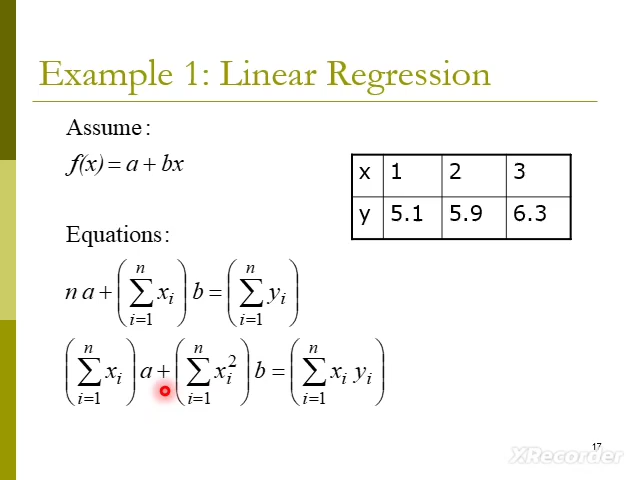 Example 1: Linear Regression
Assume:
f(x) = a + bx
x 1 2 3
y 5.1 5.9 6.3
Equations:
n a + ( ∑_{i=1}^{n} x_i ) b = ( ∑_{i=1}^{n} y_i )
( ∑_{i=1}^{n} x_i ) a + ( ∑_{i=1}^{n} x_i^2 ) b = ( ∑_{i=1}^{n} x_i y_i )
17
XRecorder